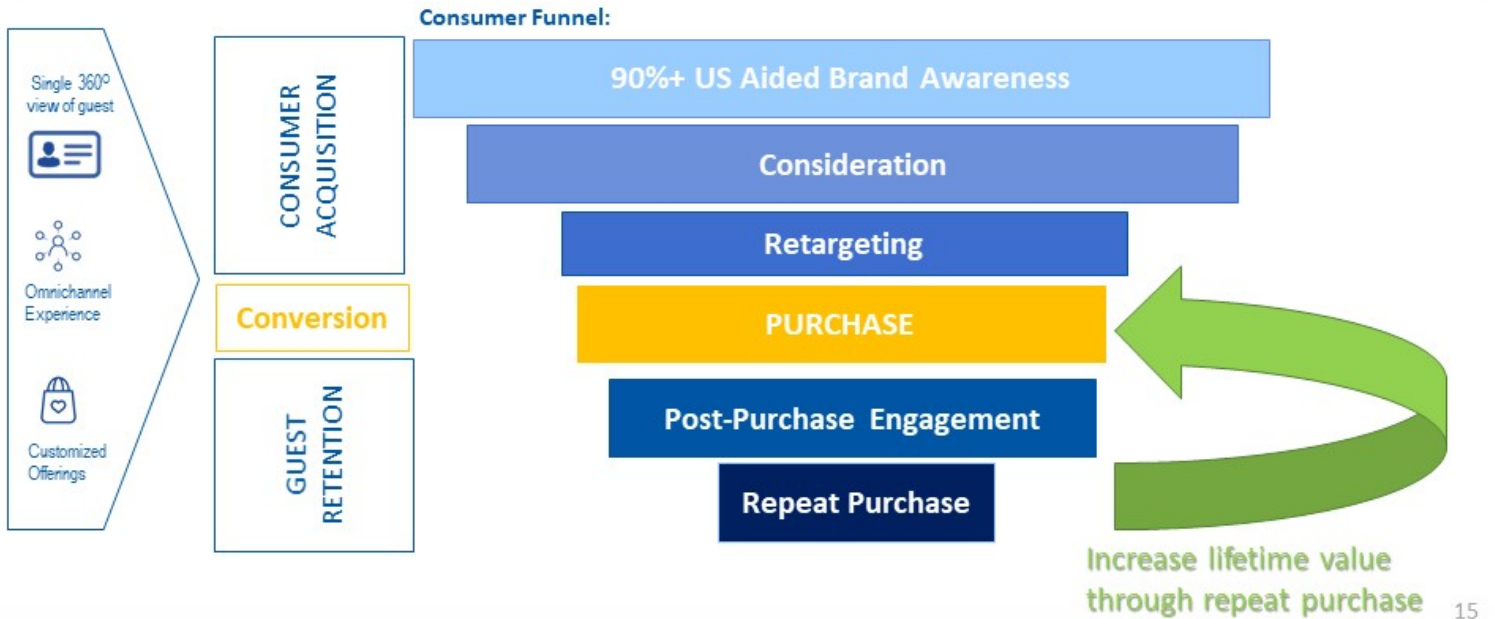 Consumer Funnel:
Single 360º
view of guest
Omnichannel
Experience
Customized
Offerings
CONSUMER
ACQUISITION
Conversion
GUEST
RETENTION
90%+ US Aided Brand Awareness
Consideration
Retargeting
PURCHASE
Post-Purchase Engagement
Repeat Purchase
Increase lifetime value
through repeat purchase
15